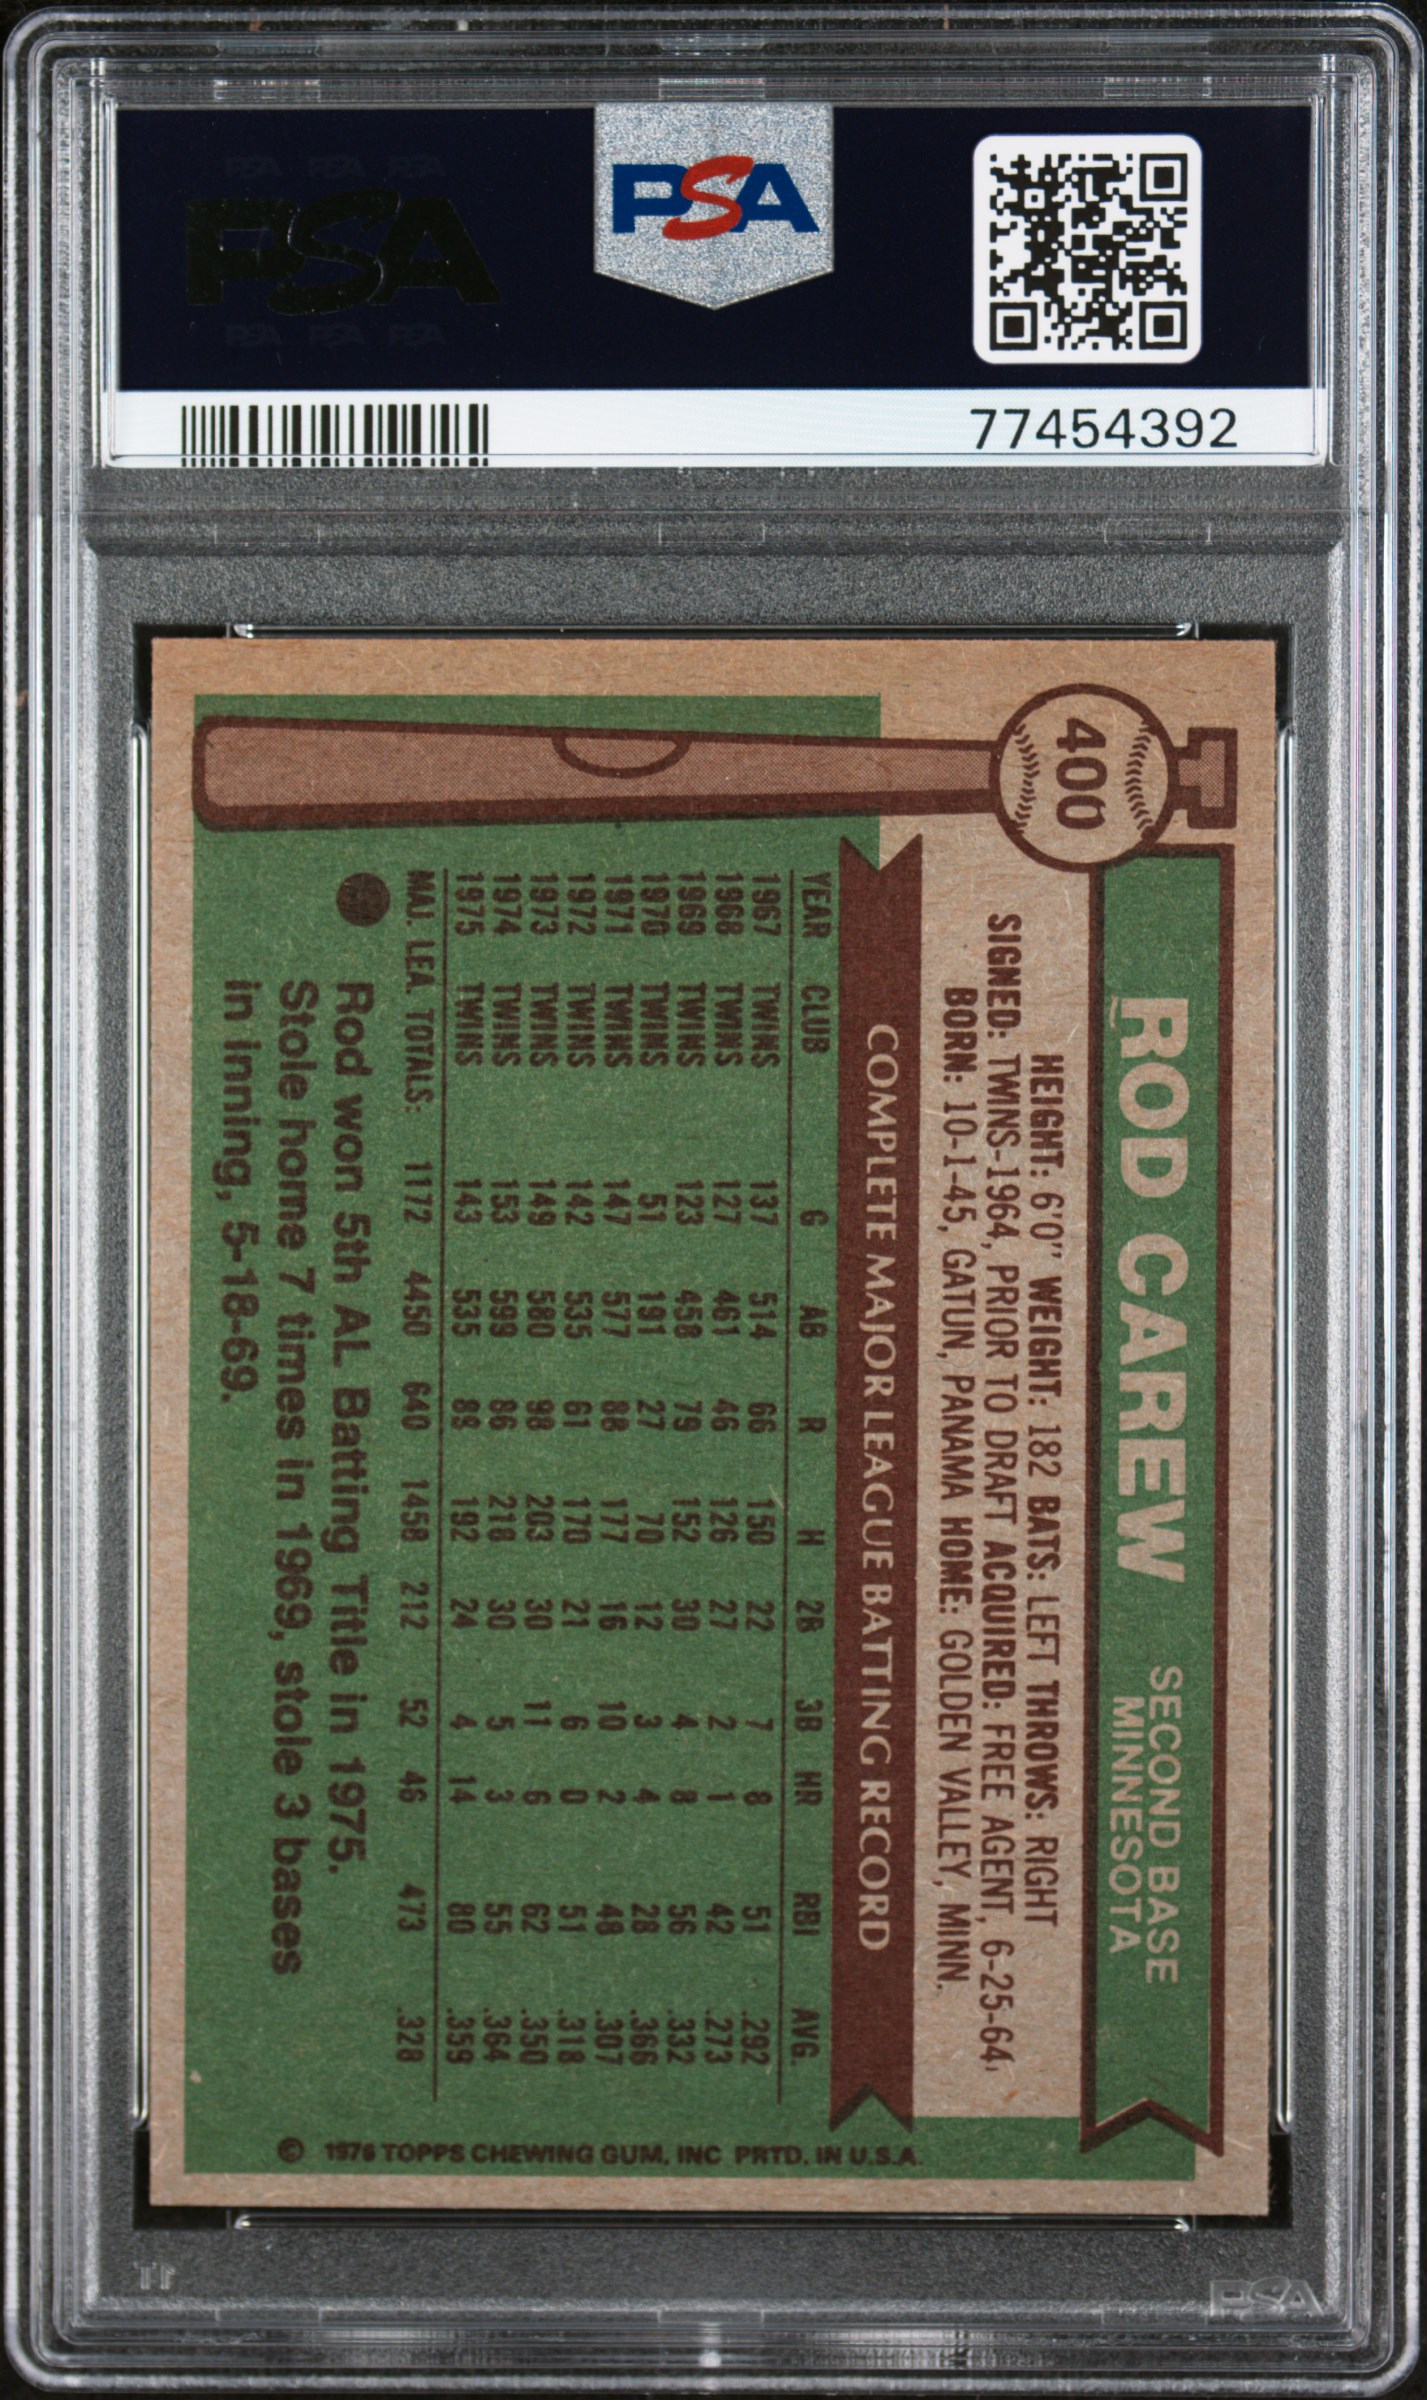 PSA PSA PSA
PSA
PSA PSA PSA
PSA
77454392
400
ROD CAREW
SECOND BASE
MINNESOTA
HEIGHT: 6'0" WEIGHT: 182 BATS: LEFT THROWS: RIGHT
SIGNED: TWINS-1964, PRIOR TO DRAFT ACQUIRED: FREE AGENT, 6-25-64,
BORN: 10-1-45, GATUN, PANAMA HOME: GOLDEN VALLEY, MINN.
COMPLETE MAJOR LEAGUE BATTING RECORD
YEAR CLUB G AB R H 2B 3B HR RBI AVG.
1967 TWINS 137 514 66 150 22 7 8 51 .292
1968 TWINS 127 461 46 126 27 2 1 42 .273
1969 TWINS 123 458 79 152 30 4 8 56 .332
1970 TWINS 51 191 27 70 12 3 4 28 .366
1971 TWINS 147 577 88 177 16 10 2 48 .307
1972 TWINS 142 535 61 170 21 6 0 51 .318
1973 TWINS 149 580 98 203 30 11 6 62 .350
1974 TWINS 153 599 86 218 30 5 3 55 .364
1975 TWINS 143 535 89 192 24 4 14 80 .359
MAJ. LEA. TOTALS: 1172 4450 640 1458 212 52 46 473 .328
Rod won 5th AL Batting Title in 1975.
Stole home 7 times in 1969, stole 3 bases
in inning, 5-18-69.
© 1976 TOPPS CHEWING GUM, INC PRTD. IN U.S.A.
PSA